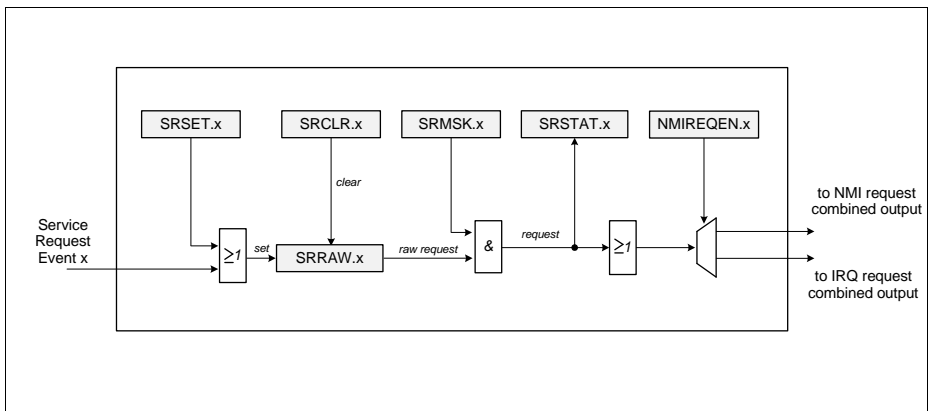 SRSET.x
SRCLR.x
SRMSK.x
SRSTAT.x
NMIREQEN.x
clear
to NMI request
combined output
Service
Request
Event x
≥1
set
SRRAW.x
raw request
&
request
≥1
to IRQ request
combined output